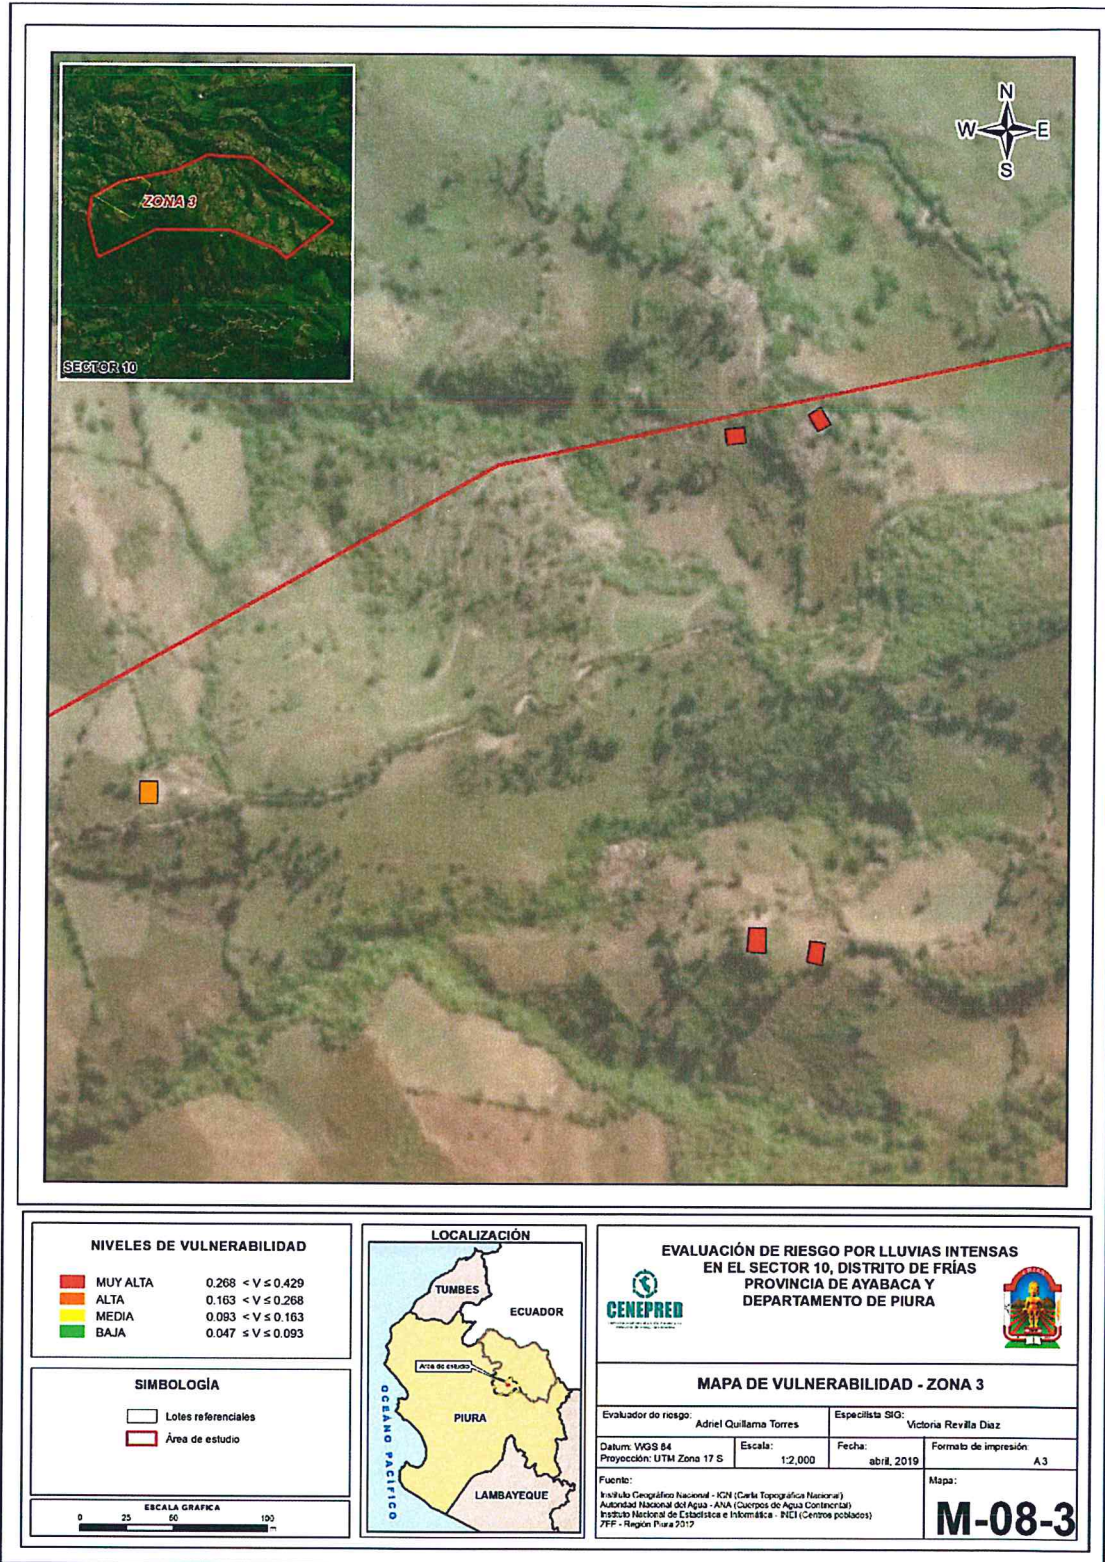 N
W E
S
ZONA 3
SECTOR 10
NIVELES DE VULNERABILIDAD
MUY ALTA 0.268 < V ≤ 0.429
ALTA 0.163 < V ≤ 0.268
MEDIA 0.093 < V ≤ 0.163
BAJA 0.047 ≤ V ≤ 0.093
SIMBOLOGÍA
Lotes referenciales
Área de estudio
ESCALA GRAFICA
0 25 50 100
m
LOCALIZACIÓN
TUMBES
ECUADOR
Area de estudio
PIURA
OCEÁNO PACÍFICO
LAMBAYEQUE
EVALUACIÓN DE RIESGO POR LLUVIAS INTENSAS
EN EL SECTOR 10, DISTRITO DE FRÍAS
PROVINCIA DE AYABACA Y
DEPARTAMENTO DE PIURA
CENEPRED
MAPA DE VULNERABILIDAD - ZONA 3
Evaluador do riesgo: Adriel Quillama Torres
Especilista SIG: Victoria Revilla Diaz
Datum: WGS 84
Proyocción: UTM Zona 17 S
Escala: 1:2,000
Fecha: abril, 2019
Formato de impresión: A3
Fuente:
Instituto Geográfico Nacional - IGN (Carta Topográfica Nacional)
Autoridad Nacional del Agua - ANA (Cuerpos de Agua Continental)
Instituto Nacional de Estadística e Informática - INEI (Centros poblados)
ZEE - Región Piura 2012
Mapa:
M-08-3